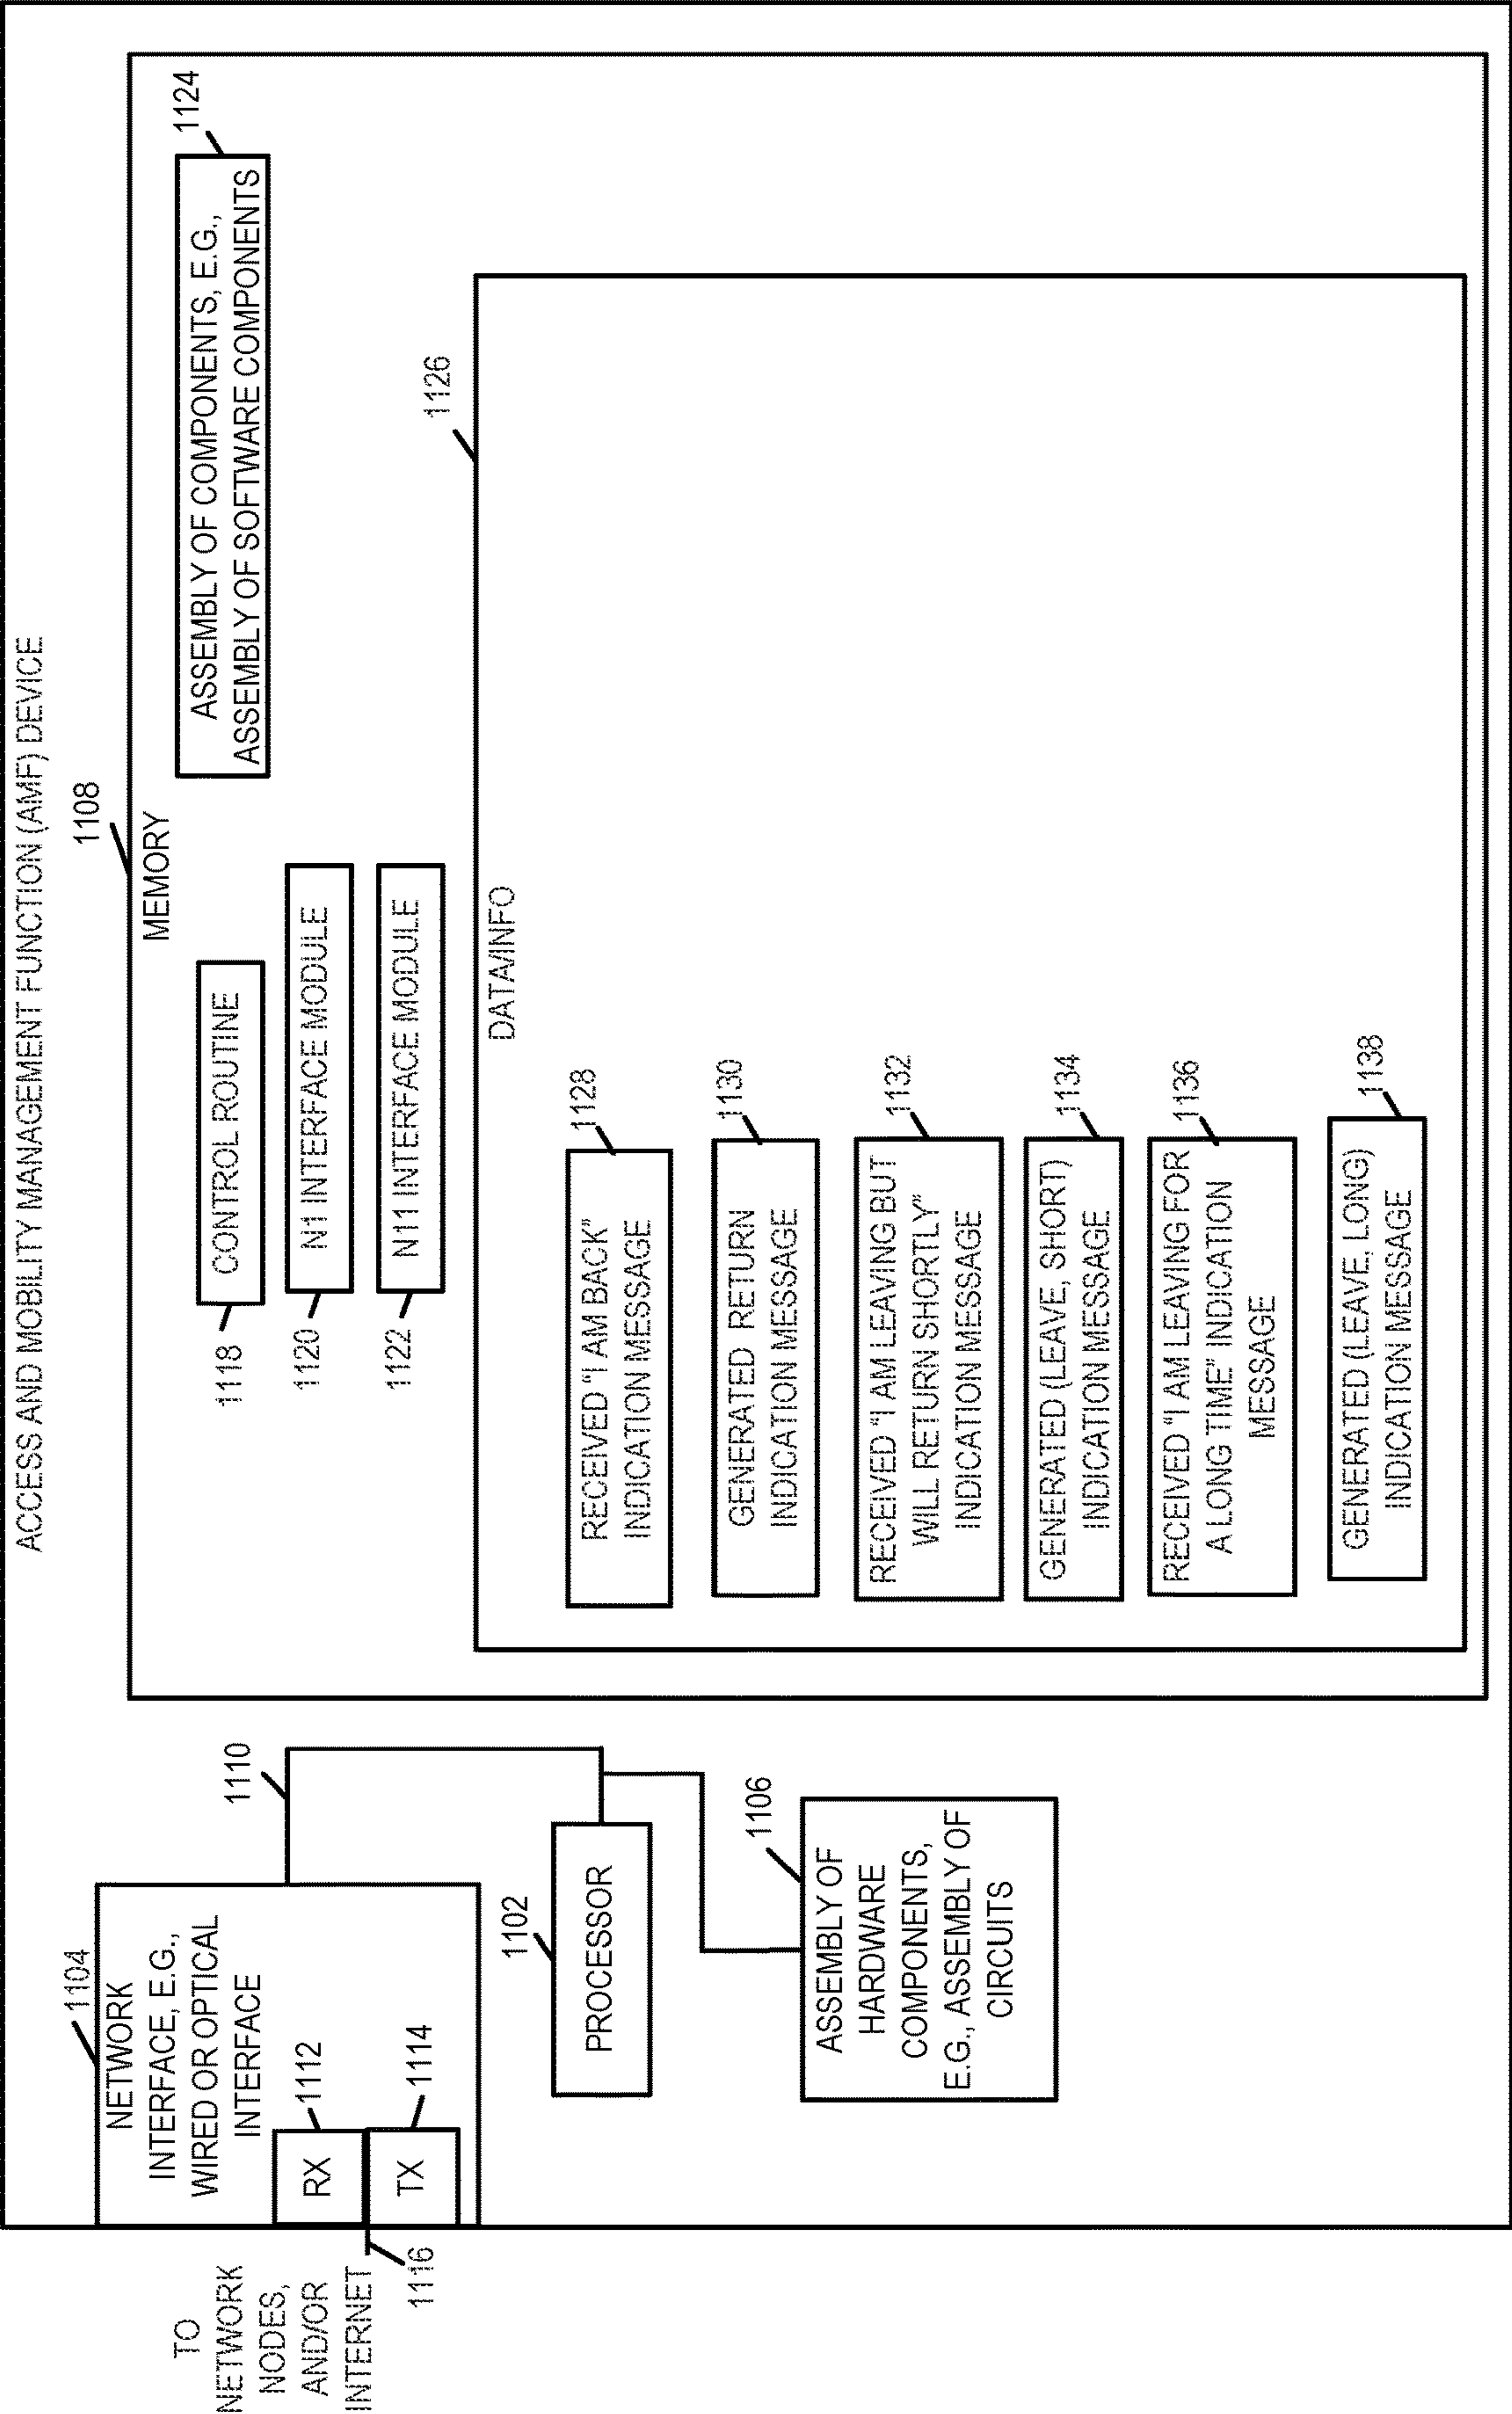 ACCESS AND MOBILITY MANAGEMENT FUNCTION (AMF) DEVICE
1104
NETWORK
INTERFACE, E.G.,
WIRED OR OPTICAL
INTERFACE
RX
1112
TX
1114
TO
NETWORK
NODES,
AND/OR
INTERNET
1116
1110
1102
PROCESSOR
1106
ASSEMBLY OF
HARDWARE
COMPONENTS,
E.G., ASSEMBLY OF
CIRCUITS
1108
MEMORY
1118
CONTROL ROUTINE
1120
N1 INTERFACE MODULE
1122
N11 INTERFACE MODULE
1124
ASSEMBLY OF COMPONENTS, E.G.,
ASSEMBLY OF SOFTWARE COMPONENTS
1126
DATA/INFO
1128
RECEIVED “I AM BACK”
INDICATION MESSAGE
1130
GENERATED RETURN
INDICATION MESSAGE
1132
RECEIVED “I AM LEAVING BUT
WILL RETURN SHORTLY”
INDICATION MESSAGE
1134
GENERATED (LEAVE, SHORT)
INDICATION MESSAGE
1136
RECEIVED “I AM LEAVING FOR
A LONG TIME” INDICATION
MESSAGE
1138
GENERATED (LEAVE, LONG)
INDICATION MESSAGE